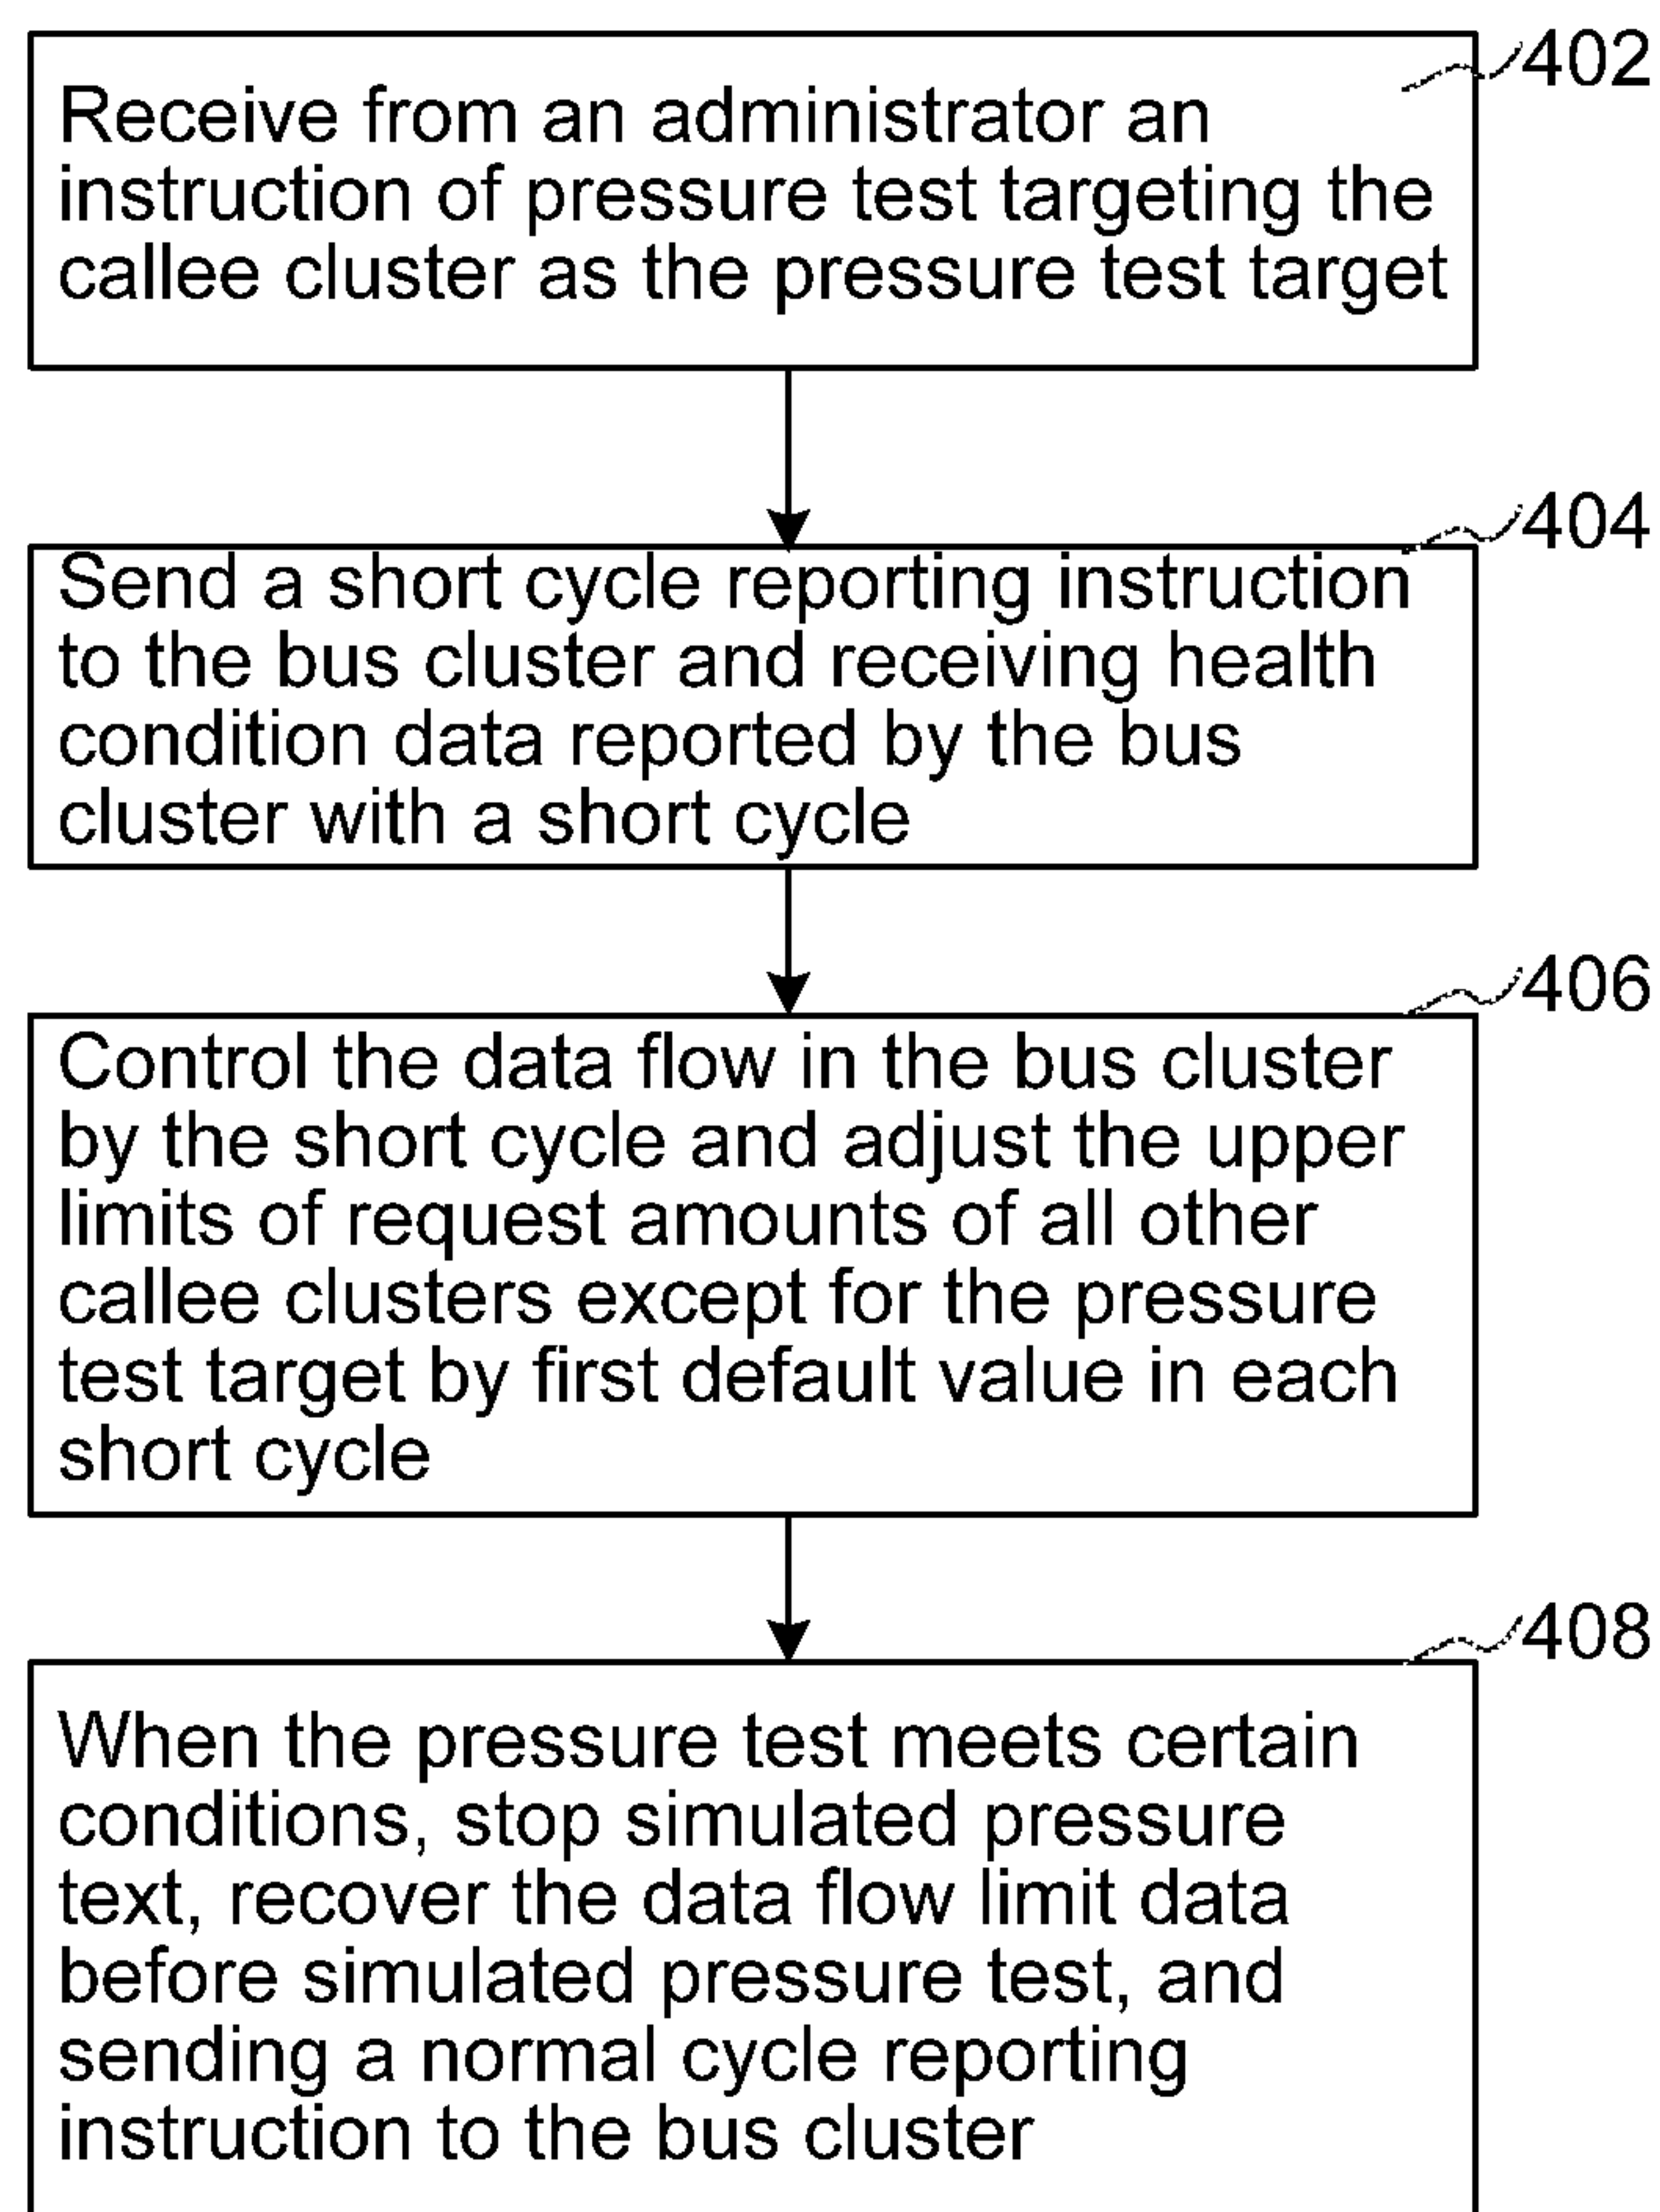 402
Receive from an administrator an
instruction of pressure test targeting the
callee cluster as the pressure test target
404
Send a short cycle reporting instruction
to the bus cluster and receiving health
condition data reported by the bus
cluster with a short cycle
406
Control the data flow in the bus cluster
by the short cycle and adjust the upper
limits of request amounts of all other
callee clusters except for the pressure
test target by first default value in each
short cycle
408
When the pressure test meets certain
conditions, stop simulated pressure
text, recover the data flow limit data
before simulated pressure test, and
sending a normal cycle reporting
instruction to the bus cluster